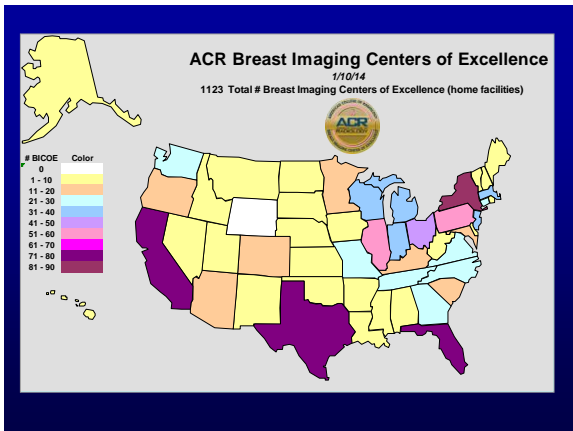 ACR Breast Imaging Centers of Excellence
1/10/14
1123 Total # Breast Imaging Centers of Excellence (home facilities)
ACR
RADIOLOGY
# BICOE Color
0
1 - 10
11 - 20
21 - 30
31 - 40
41 - 50
51 - 60
61 - 70
71 - 80
81 - 90